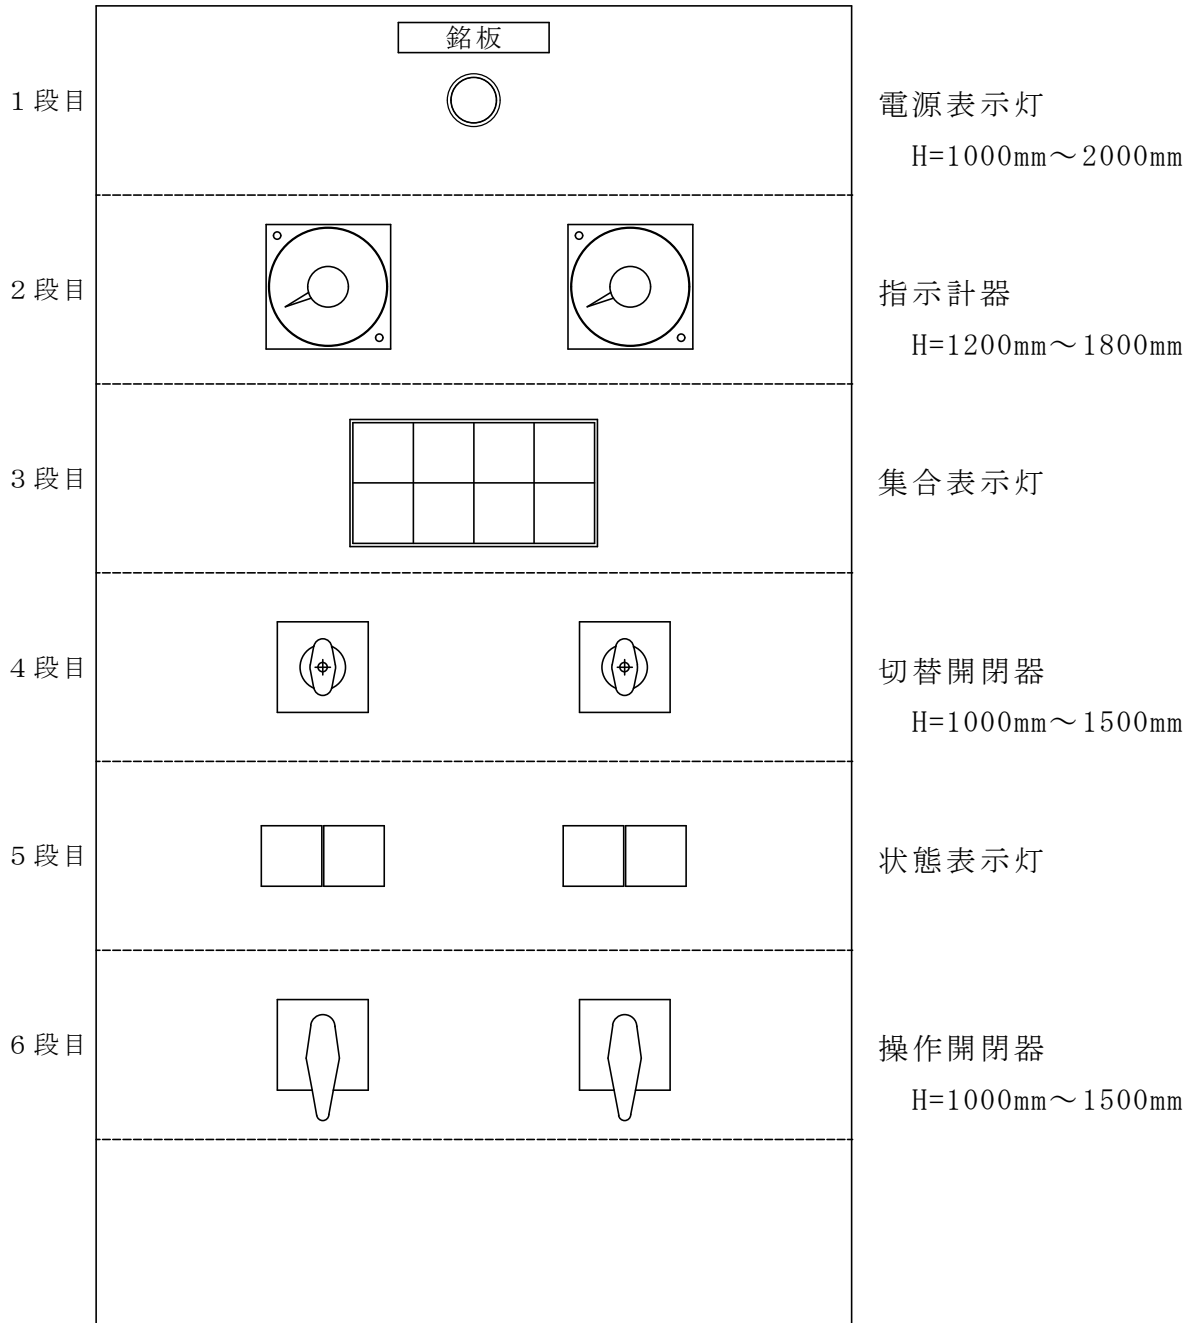 銘板
1段目
電源表示灯
H=1000mm～2000mm
2段目
指示計器
H=1200mm～1800mm
3段目
集合表示灯
4段目
切替開閉器
H=1000mm～1500mm
5段目
状態表示灯
6段目
操作開閉器
H=1000mm～1500mm